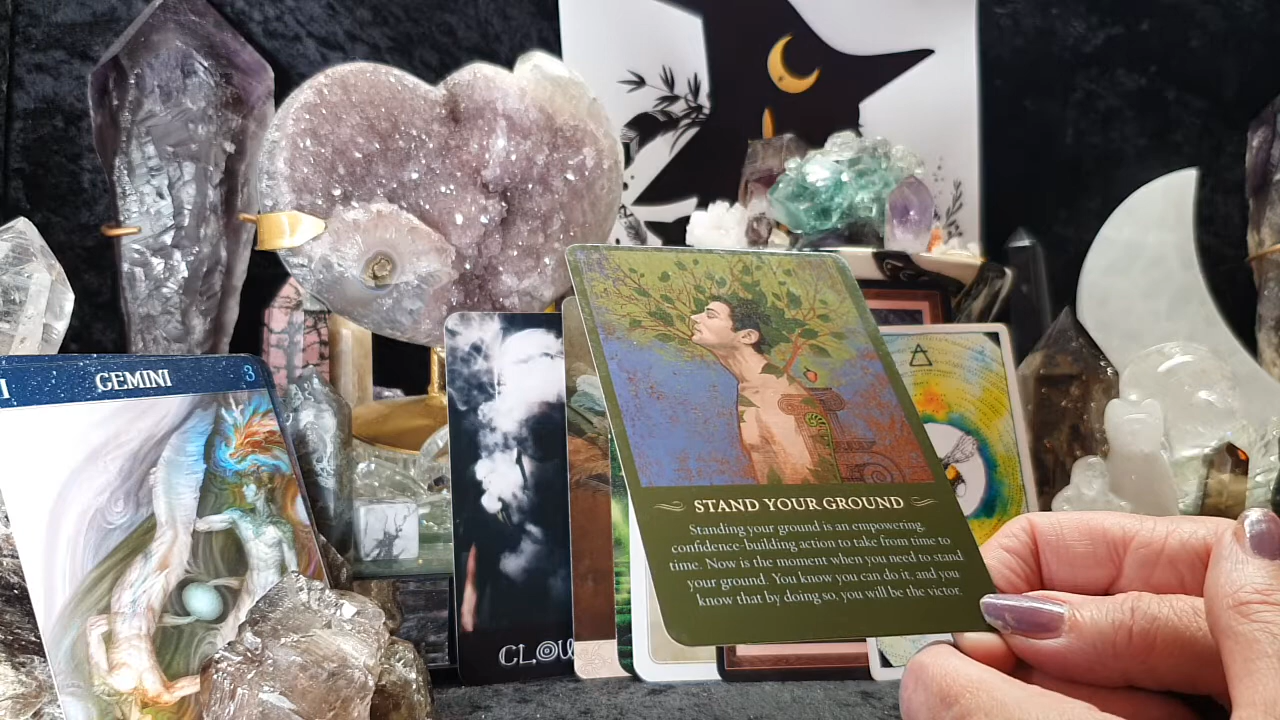 I GEMINI 3
STAND YOUR GROUND
Standing your ground is an empowering,
confidence-building action to take from time to
time. Now is the moment when you need to stand
your ground. You know you can do it, and you
know that by doing so, you will be the victor.